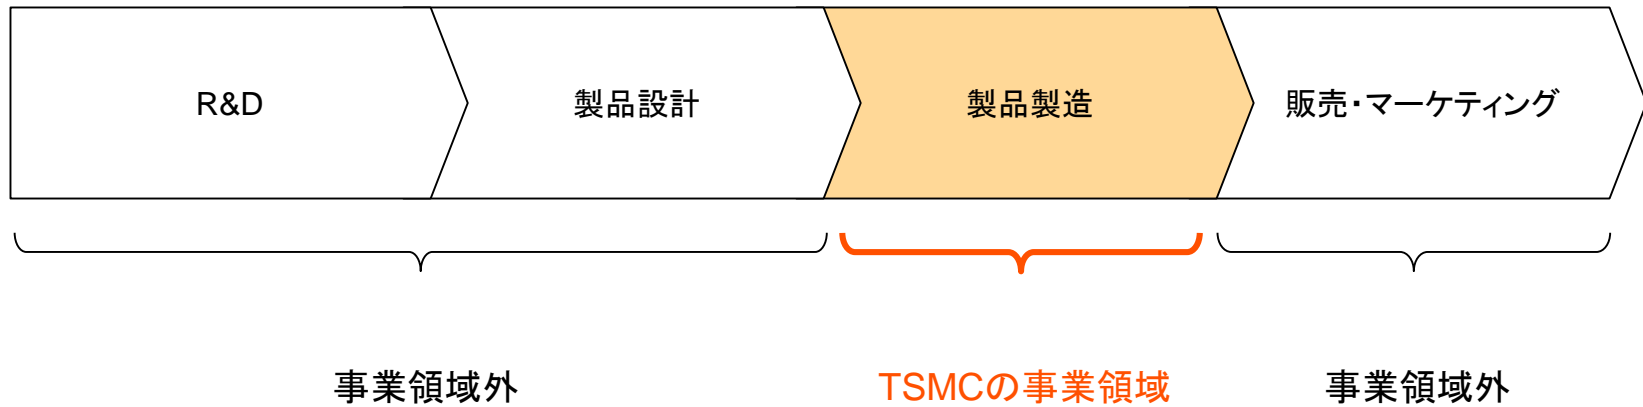 R&D
製品設計
製品製造
販売・マーケティング
事業領域外
TSMCの事業領域
事業領域外